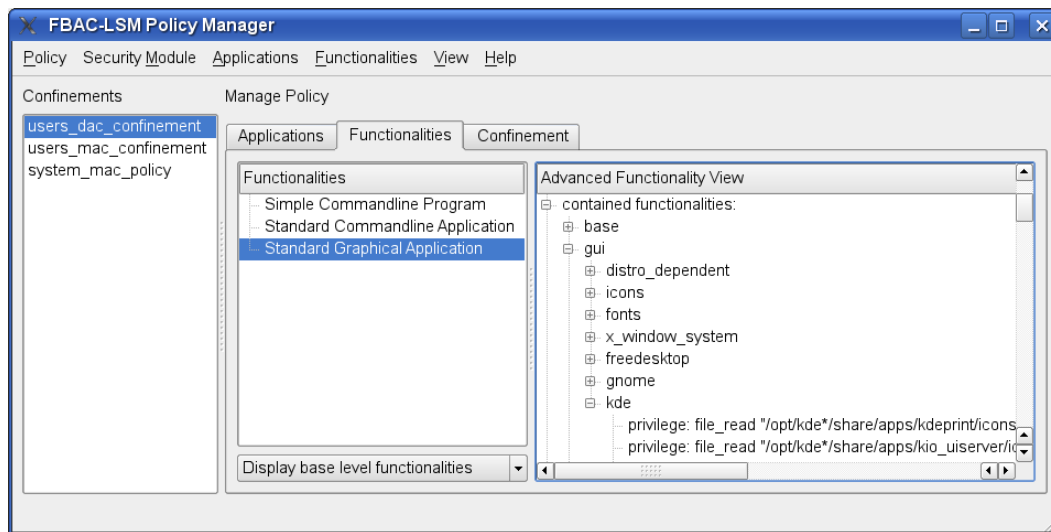 FBAC-LSM Policy Manager
Policy Security Module Applications Functionalities View Help
Confinements
users_dac_confinement
users_mac_confinement
system_mac_policy
Manage Policy
Applications Functionalities Confinement
Functionalities
Simple Commandline Program
Standard Commandline Application
Standard Graphical Application
Display base level functionalities
Advanced Functionality View
contained functionalities:
base
gui
distro_dependent
icons
fonts
x_window_system
freedesktop
gnome
kde
privilege: file_read "/opt/kde*/share/apps/kdeprint/icons
privilege: file_read "/opt/kde*/share/apps/kio_uiserver/ic